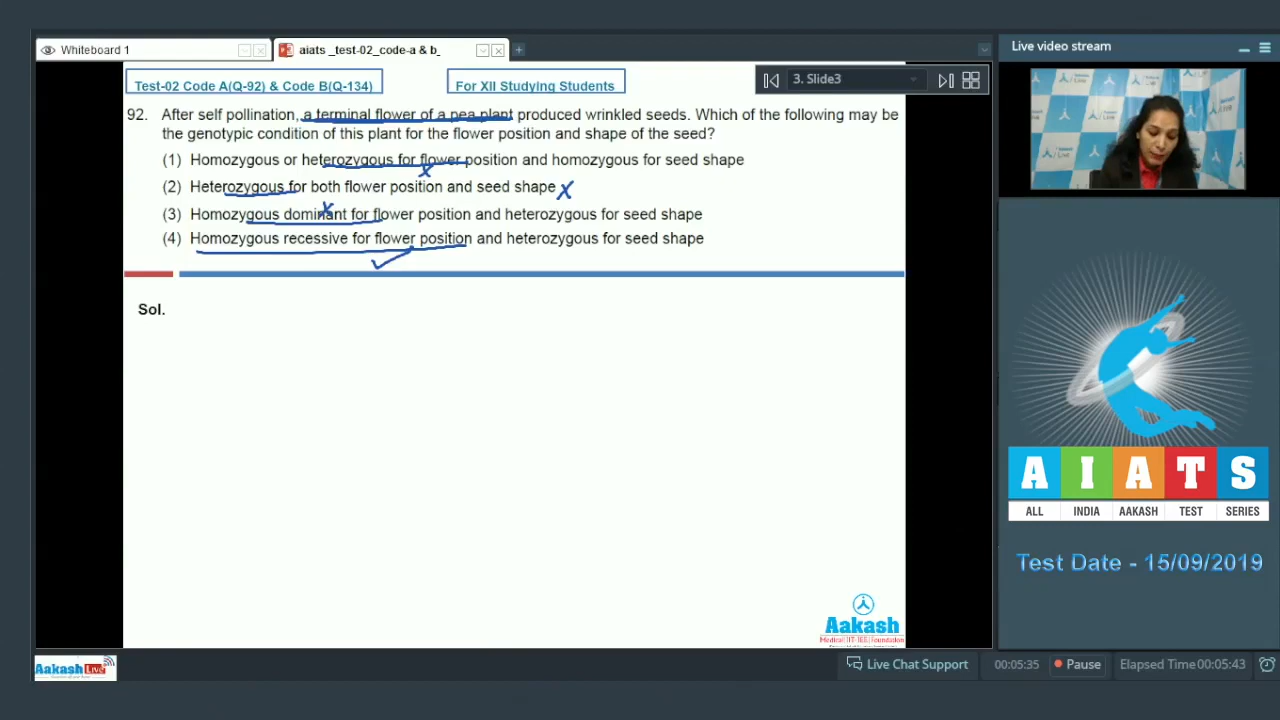 Whiteboard 1
aiats _test-02_code-a & b_
Live video stream
Test-02 Code A(Q-92) & Code B(Q-134)
For XII Studying Students
3. Slide3
92. After self pollination, a terminal flower of a pea plant produced wrinkled seeds. Which of the following may be
the genotypic condition of this plant for the flower position and shape of the seed?
(1) Homozygous or heterozygous for flower position and homozygous for seed shape
(2) Heterozygous for both flower position and seed shape
(3) Homozygous dominant for flower position and heterozygous for seed shape
(4) Homozygous recessive for flower position and heterozygous for seed shape
Sol.
A I A T S
ALL INDIA AAKASH TEST SERIES
Test Date - 15/09/2019
Aakash
Medical|IIT-JEE|Foundation
Aakash Live
Live Chat Support
00:05:35
Pause
Elapsed Time 00:05:43